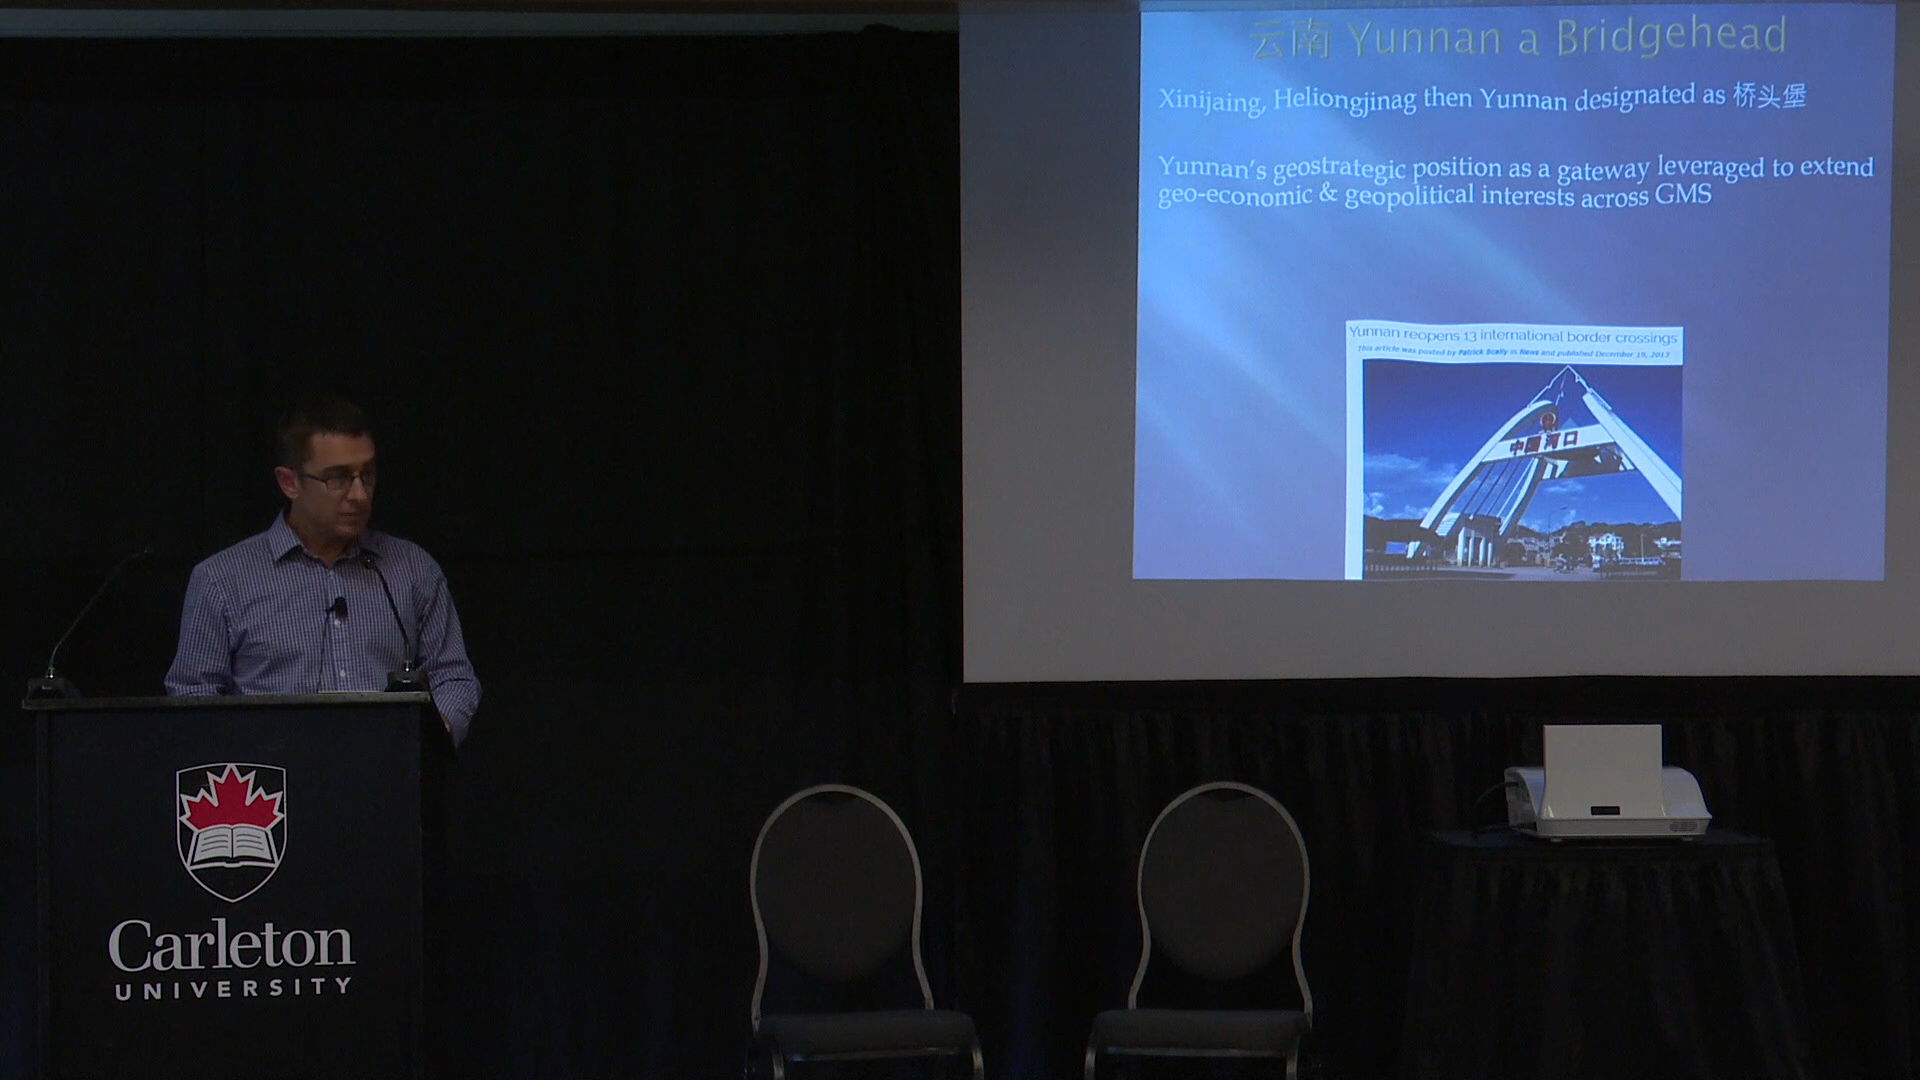 云南 Yunnan a Bridgehead
Xinijaing, Heliongjinag then Yunnan designated as 桥头堡
Yunnan's geostrategic position as a gateway leveraged to extend
geo-economic & geopolitical interests across GMS
Yunnan reopens 13 international border crossings
This article was posted by Patrick Scally in News and published December 19, 2013
中国河口
Carleton
UNIVERSITY